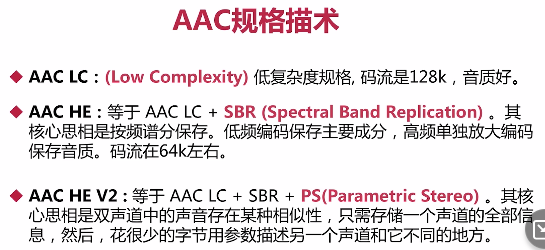 AAC规格描术
◆ AAC LC：(Low Complexity) 低复杂度规格, 码流是128k，音质好。
◆ AAC HE：等于 AAC LC + SBR (Spectral Band Replication) 。其
核心思相是按频谱分保存。低频编码保存主要成分，高频单独放大编码
保存音质。码流在64k左右。
◆ AAC HE V2：等于 AAC LC + SBR + PS(Parametric Stereo) 。其核
心思相是双声道中的声音存在某种相似性，只需存储一个声道的全部信
息，然后，花很少的字节用参数描述另一个声道和它不同的地方。